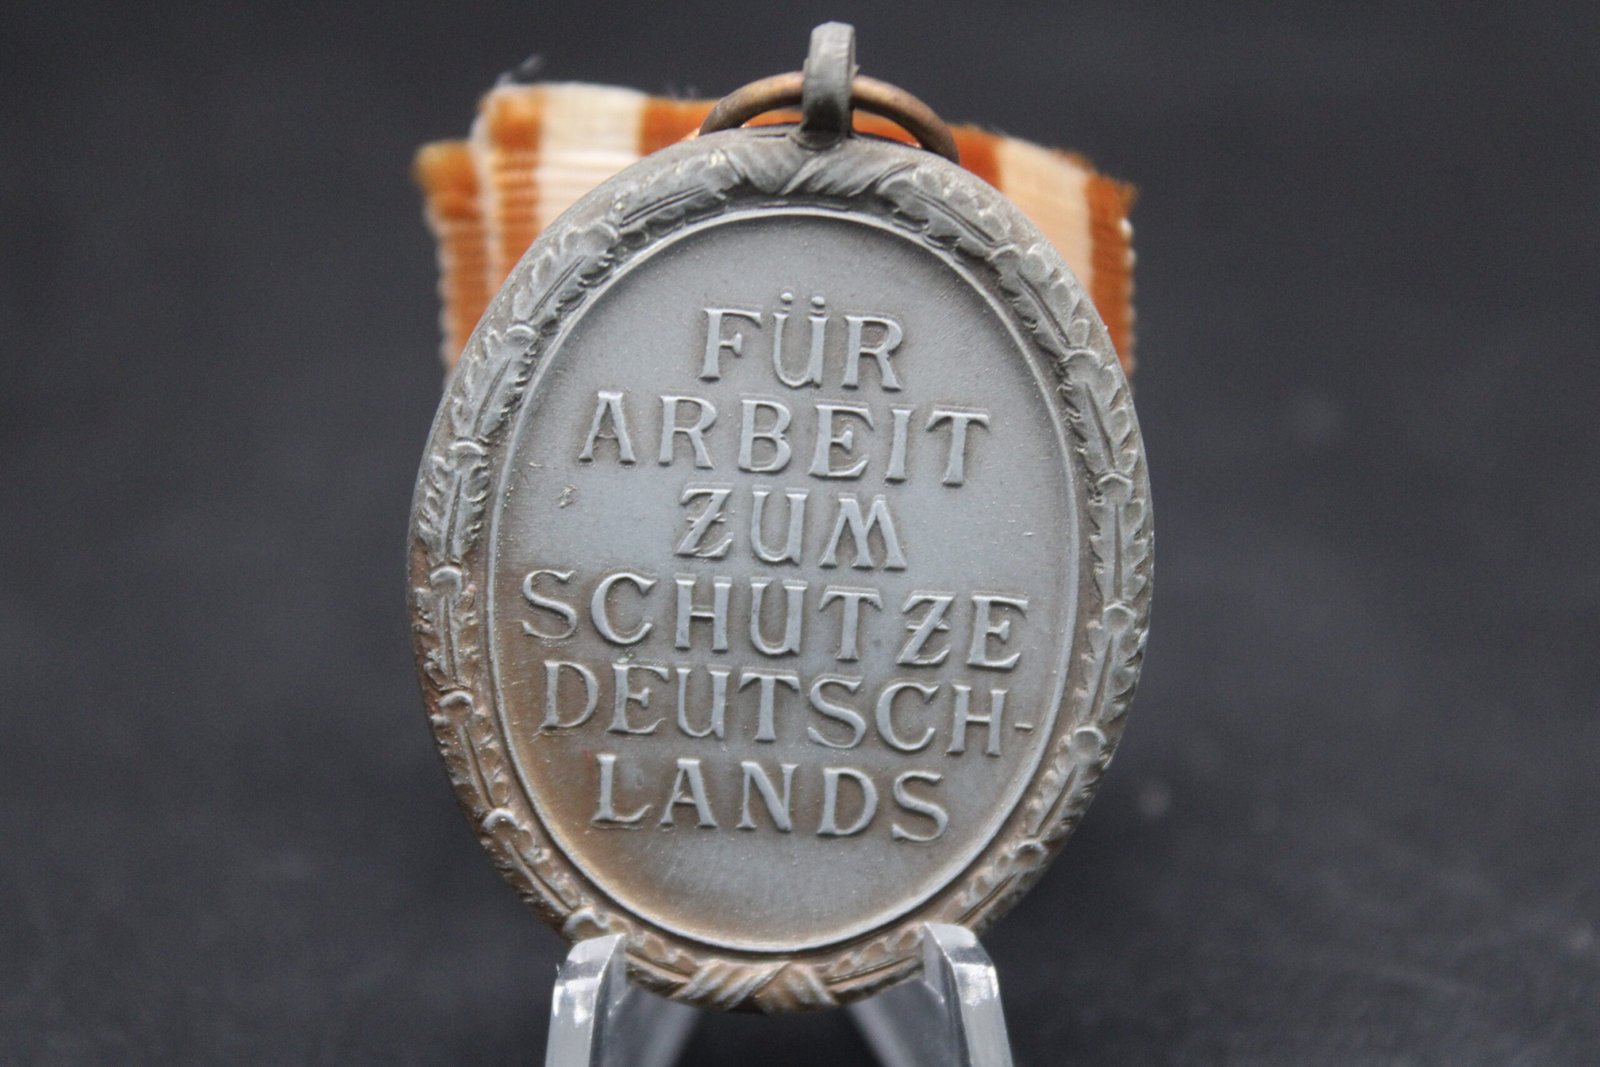 FÜR
ARBEIT
ZUM
SCHUTZE
DEUTSCH-
LANDS